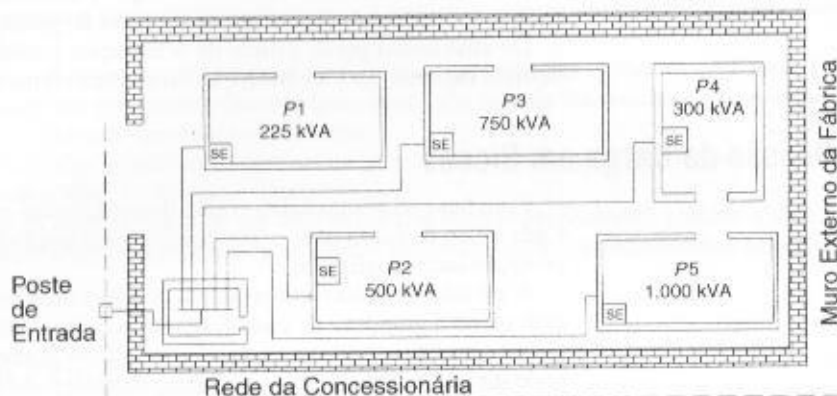 P1
225 kVA
SE
P3
750 kVA
SE
P4
300 kVA
SE
P2
500 kVA
SE
P5
1.000 kVA
SE
Poste
de
Entrada
Muro Externo da Fábrica
Rede da Concessionária